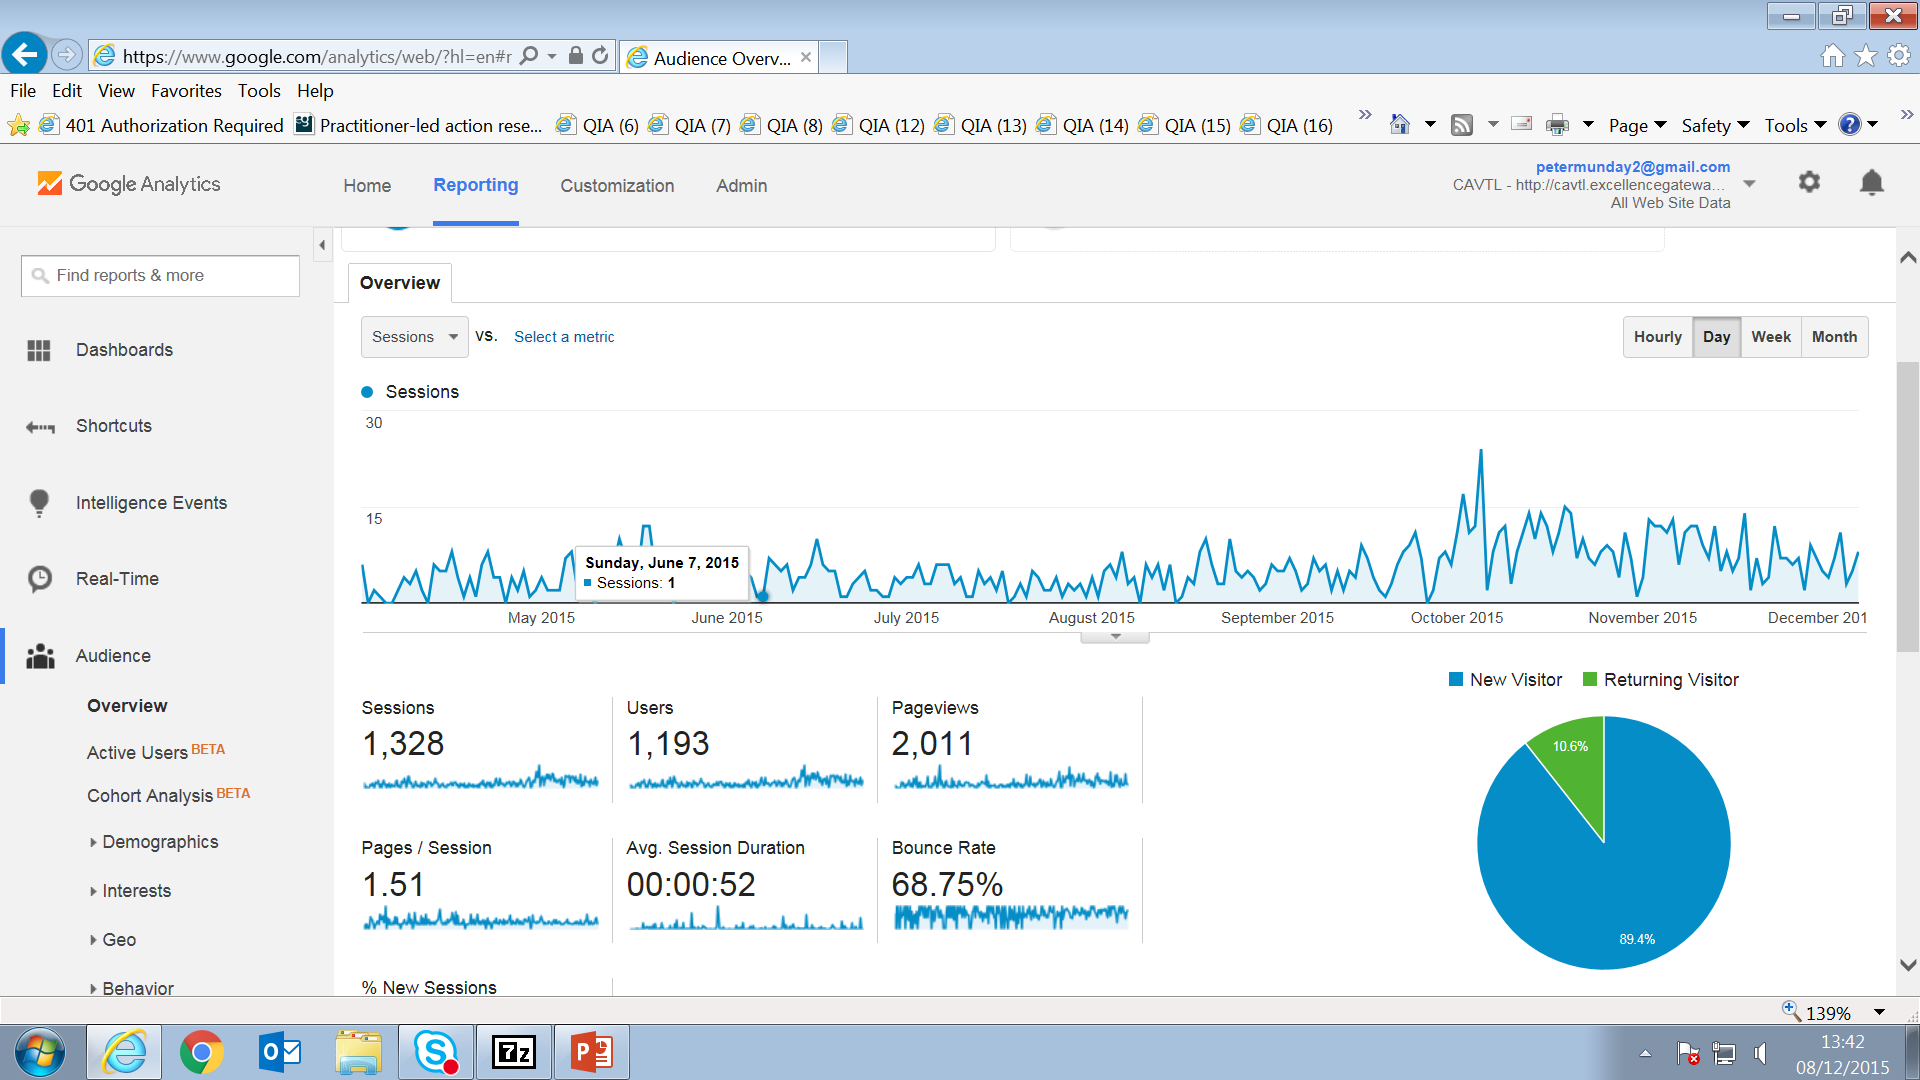 https://www.google.com/analytics/web/?hl=en#r
Audience Overv...
File Edit View Favorites Tools Help
401 Authorization Required Practitioner-led action rese... QIA (6) QIA (7) QIA (8) QIA (12) QIA (13) QIA (14) QIA (15) QIA (16) Page Safety Tools
Google Analytics
Home Reporting Customization Admin
petermunday2@gmail.com
CAVTL - http://cavtl.excellencegatewa...
All Web Site Data
Find reports & more
Dashboards
Shortcuts
Intelligence Events
Real-Time
Audience
Overview
Active Users BETA
Cohort Analysis BETA
Demographics
Interests
Geo
Behavior
Overview
Sessions VS. Select a metric
Hourly Day Week Month
Sessions
30
15
Sunday, June 7, 2015
Sessions: 1
May 2015 June 2015 July 2015 August 2015 September 2015 October 2015 November 2015 December 201
New Visitor Returning Visitor
10.6%
89.4%
Sessions
1,328
Users
1,193
Pageviews
2,011
Pages / Session
1.51
Avg. Session Duration
00:00:52
Bounce Rate
68.75%
% New Sessions
139%
13:42
08/12/2015